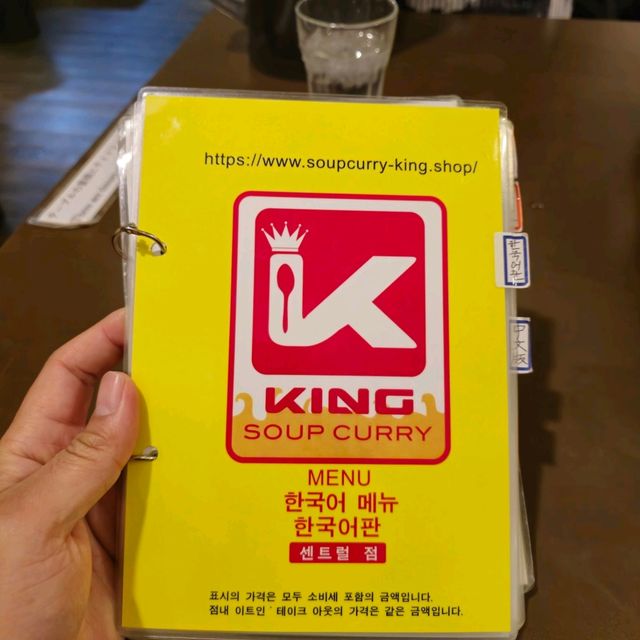 https://www.soupcurry-king.shop/
K
KING
SOUP CURRY
MENU
한국어 메뉴
한국어판
센트럴 점
표시의 가격은 모두 소비세 포함의 금액입니다.
점내 이트인 ˙ 테이크 아웃의 가격은 같은 금액입니다.
한국어판
中文版